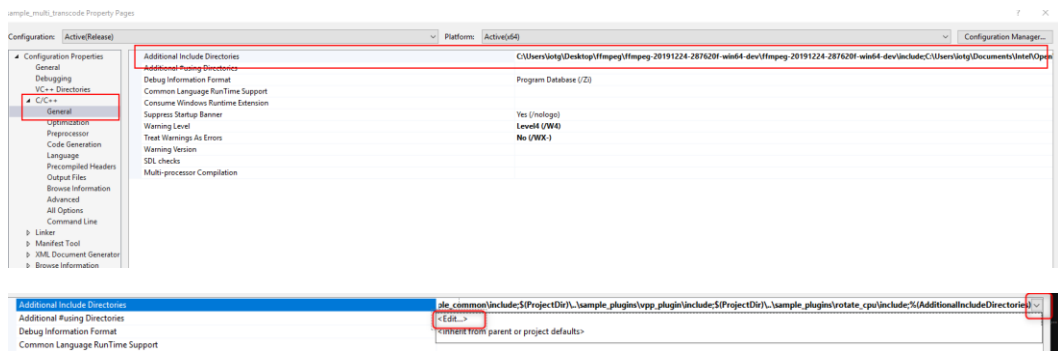 ample_multi_transcode Property Pages ? ×
Configuration: Active(Release) Platform: Active(x64) Configuration Manager...
Configuration Properties
General
Debugging
VC++ Directories
C/C++
General
Optimization
Preprocessor
Code Generation
Language
Precompiled Headers
Output Files
Browse Information
Advanced
All Options
Command Line
Linker
Manifest Tool
XML Document Generator
Browse Information
Additional Include Directories C:\Users\iotg\Desktop\ffmpeg\ffmpeg-20191224-287620f-win64-dev\ffmpeg-20191224-287620f-win64-dev\include;C:\Users\iotg\Documents\Intel\Open
Additional #using Directories
Debug Information Format Program Database (/Zi)
Common Language RunTime Support
Consume Windows Runtime Extension
Suppress Startup Banner Yes (/nologo)
Warning Level Level4 (/W4)
Treat Warnings As Errors No (/WX-)
Warning Version
SDL checks
Multi-processor Compilation
Additional Include Directories ple_common\include;$(ProjectDir)\..\sample_plugins\vpp_plugin\include;$(ProjectDir)\..\sample_plugins\rotate_cpu\include;%(AdditionalIncludeDirectories)
Additional #using Directories <Edit...>
Debug Information Format <inherit from parent or project defaults>
Common Language RunTime Support